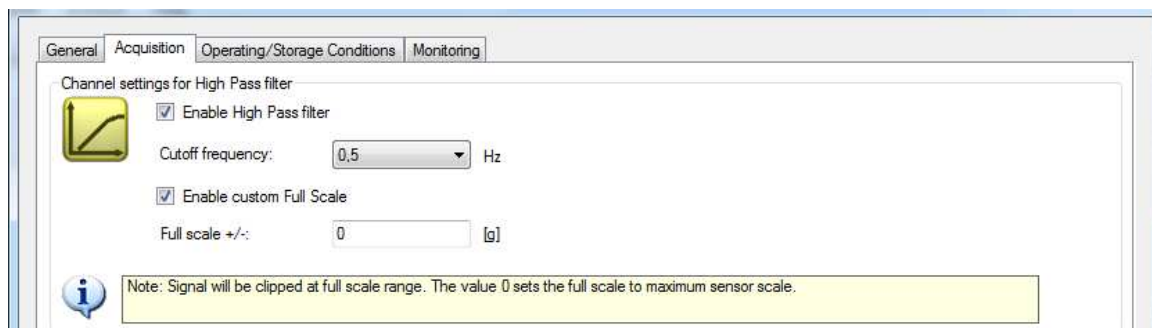 General Acquisition Operating/Storage Conditions Monitoring
Channel settings for High Pass filter
Enable High Pass filter
Cutoff frequency: 0,5 Hz
Enable custom Full Scale
Full scale +/-: 0 [g]
Note: Signal will be clipped at full scale range. The value 0 sets the full scale to maximum sensor scale.